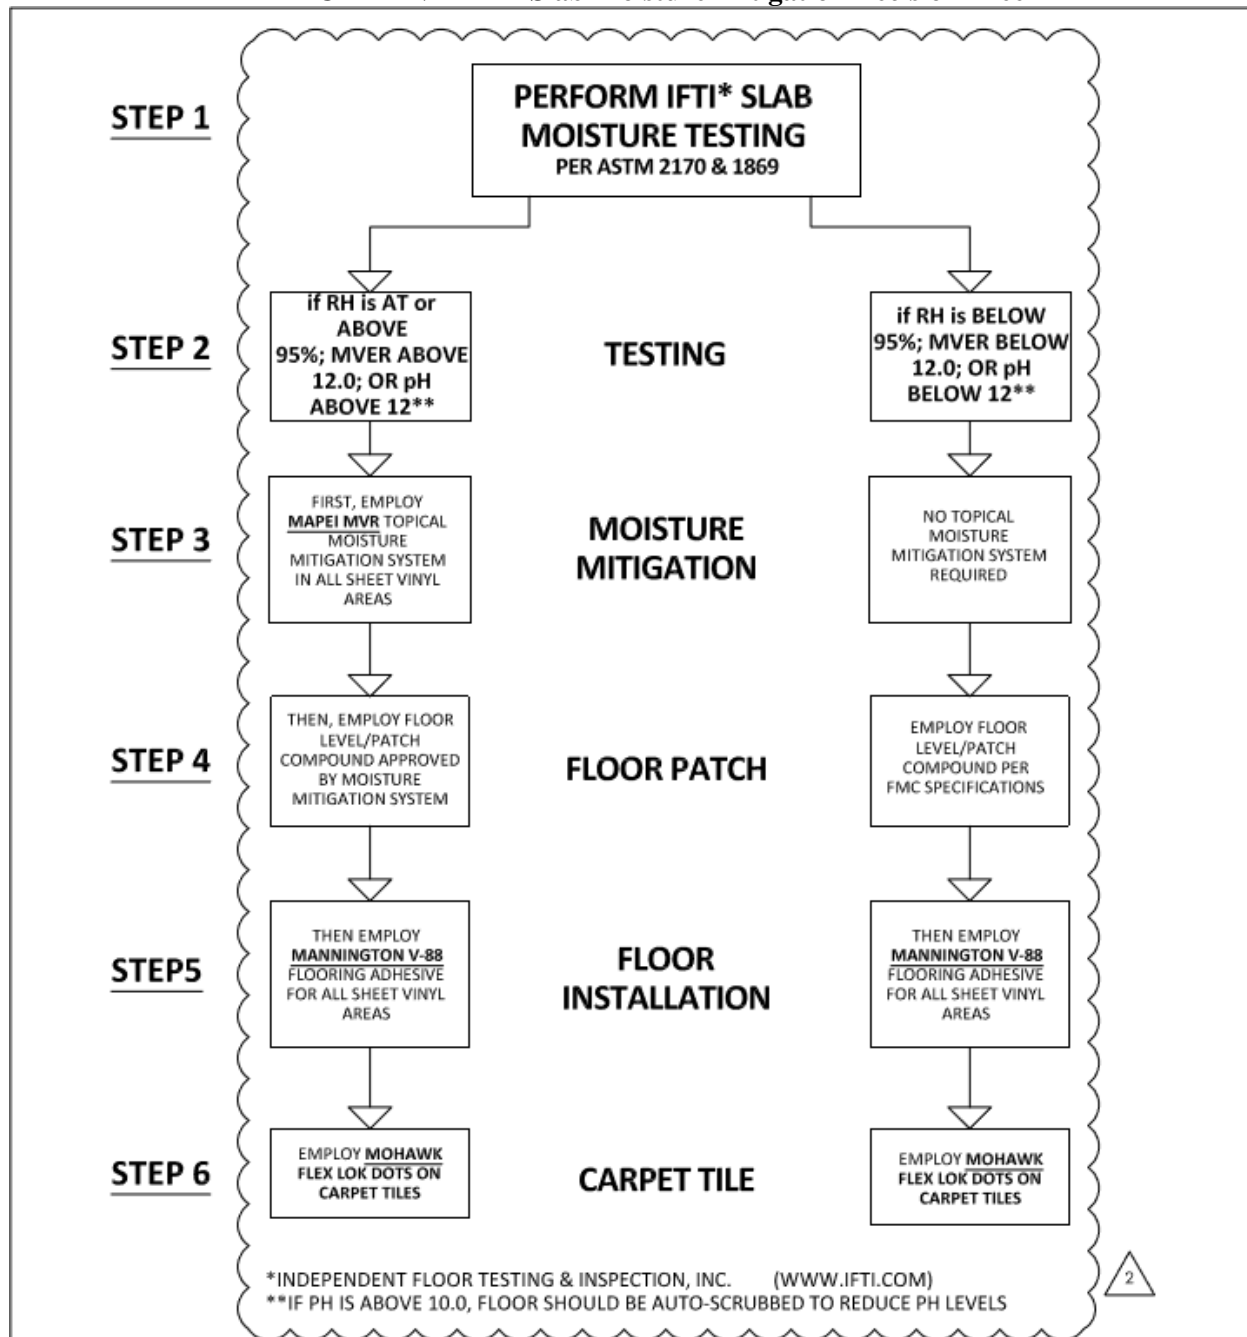 STEP 1
PERFORM IFTI* SLAB
MOISTURE TESTING
PER ASTM 2170 & 1869
STEP 2
if RH is AT or
ABOVE
95%; MVER ABOVE
12.0; OR pH
ABOVE 12**
TESTING
if RH is BELOW
95%; MVER BELOW
12.0; OR pH
BELOW 12**
STEP 3
FIRST, EMPLOY
MAPEI MVR TOPICAL
MOISTURE
MITIGATION SYSTEM
IN ALL SHEET VINYL
AREAS
MOISTURE
MITIGATION
NO TOPICAL
MOISTURE
MITIGATION SYSTEM
REQUIRED
STEP 4
THEN, EMPLOY FLOOR
LEVEL/PATCH
COMPOUND APPROVED
BY MOISTURE
MITIGATION SYSTEM
FLOOR PATCH
EMPLOY FLOOR
LEVEL/PATCH
COMPOUND PER
FMC SPECIFICATIONS
STEP5
THEN EMPLOY
MANNINGTON V-88
FLOORING ADHESIVE
FOR ALL SHEET VINYL
AREAS
FLOOR
INSTALLATION
THEN EMPLOY
MANNINGTON V-88
FLOORING ADHESIVE
FOR ALL SHEET VINYL
AREAS
STEP 6
EMPLOY MOHAWK
FLEX LOK DOTS ON
CARPET TILES
CARPET TILE
EMPLOY MOHAWK
FLEX LOK DOTS ON
CARPET TILES
*INDEPENDENT FLOOR TESTING & INSPECTION, INC. (WWW.IFTI.COM)
**IF PH IS ABOVE 10.0, FLOOR SHOULD BE AUTO-SCRUBBED TO REDUCE PH LEVELS
2